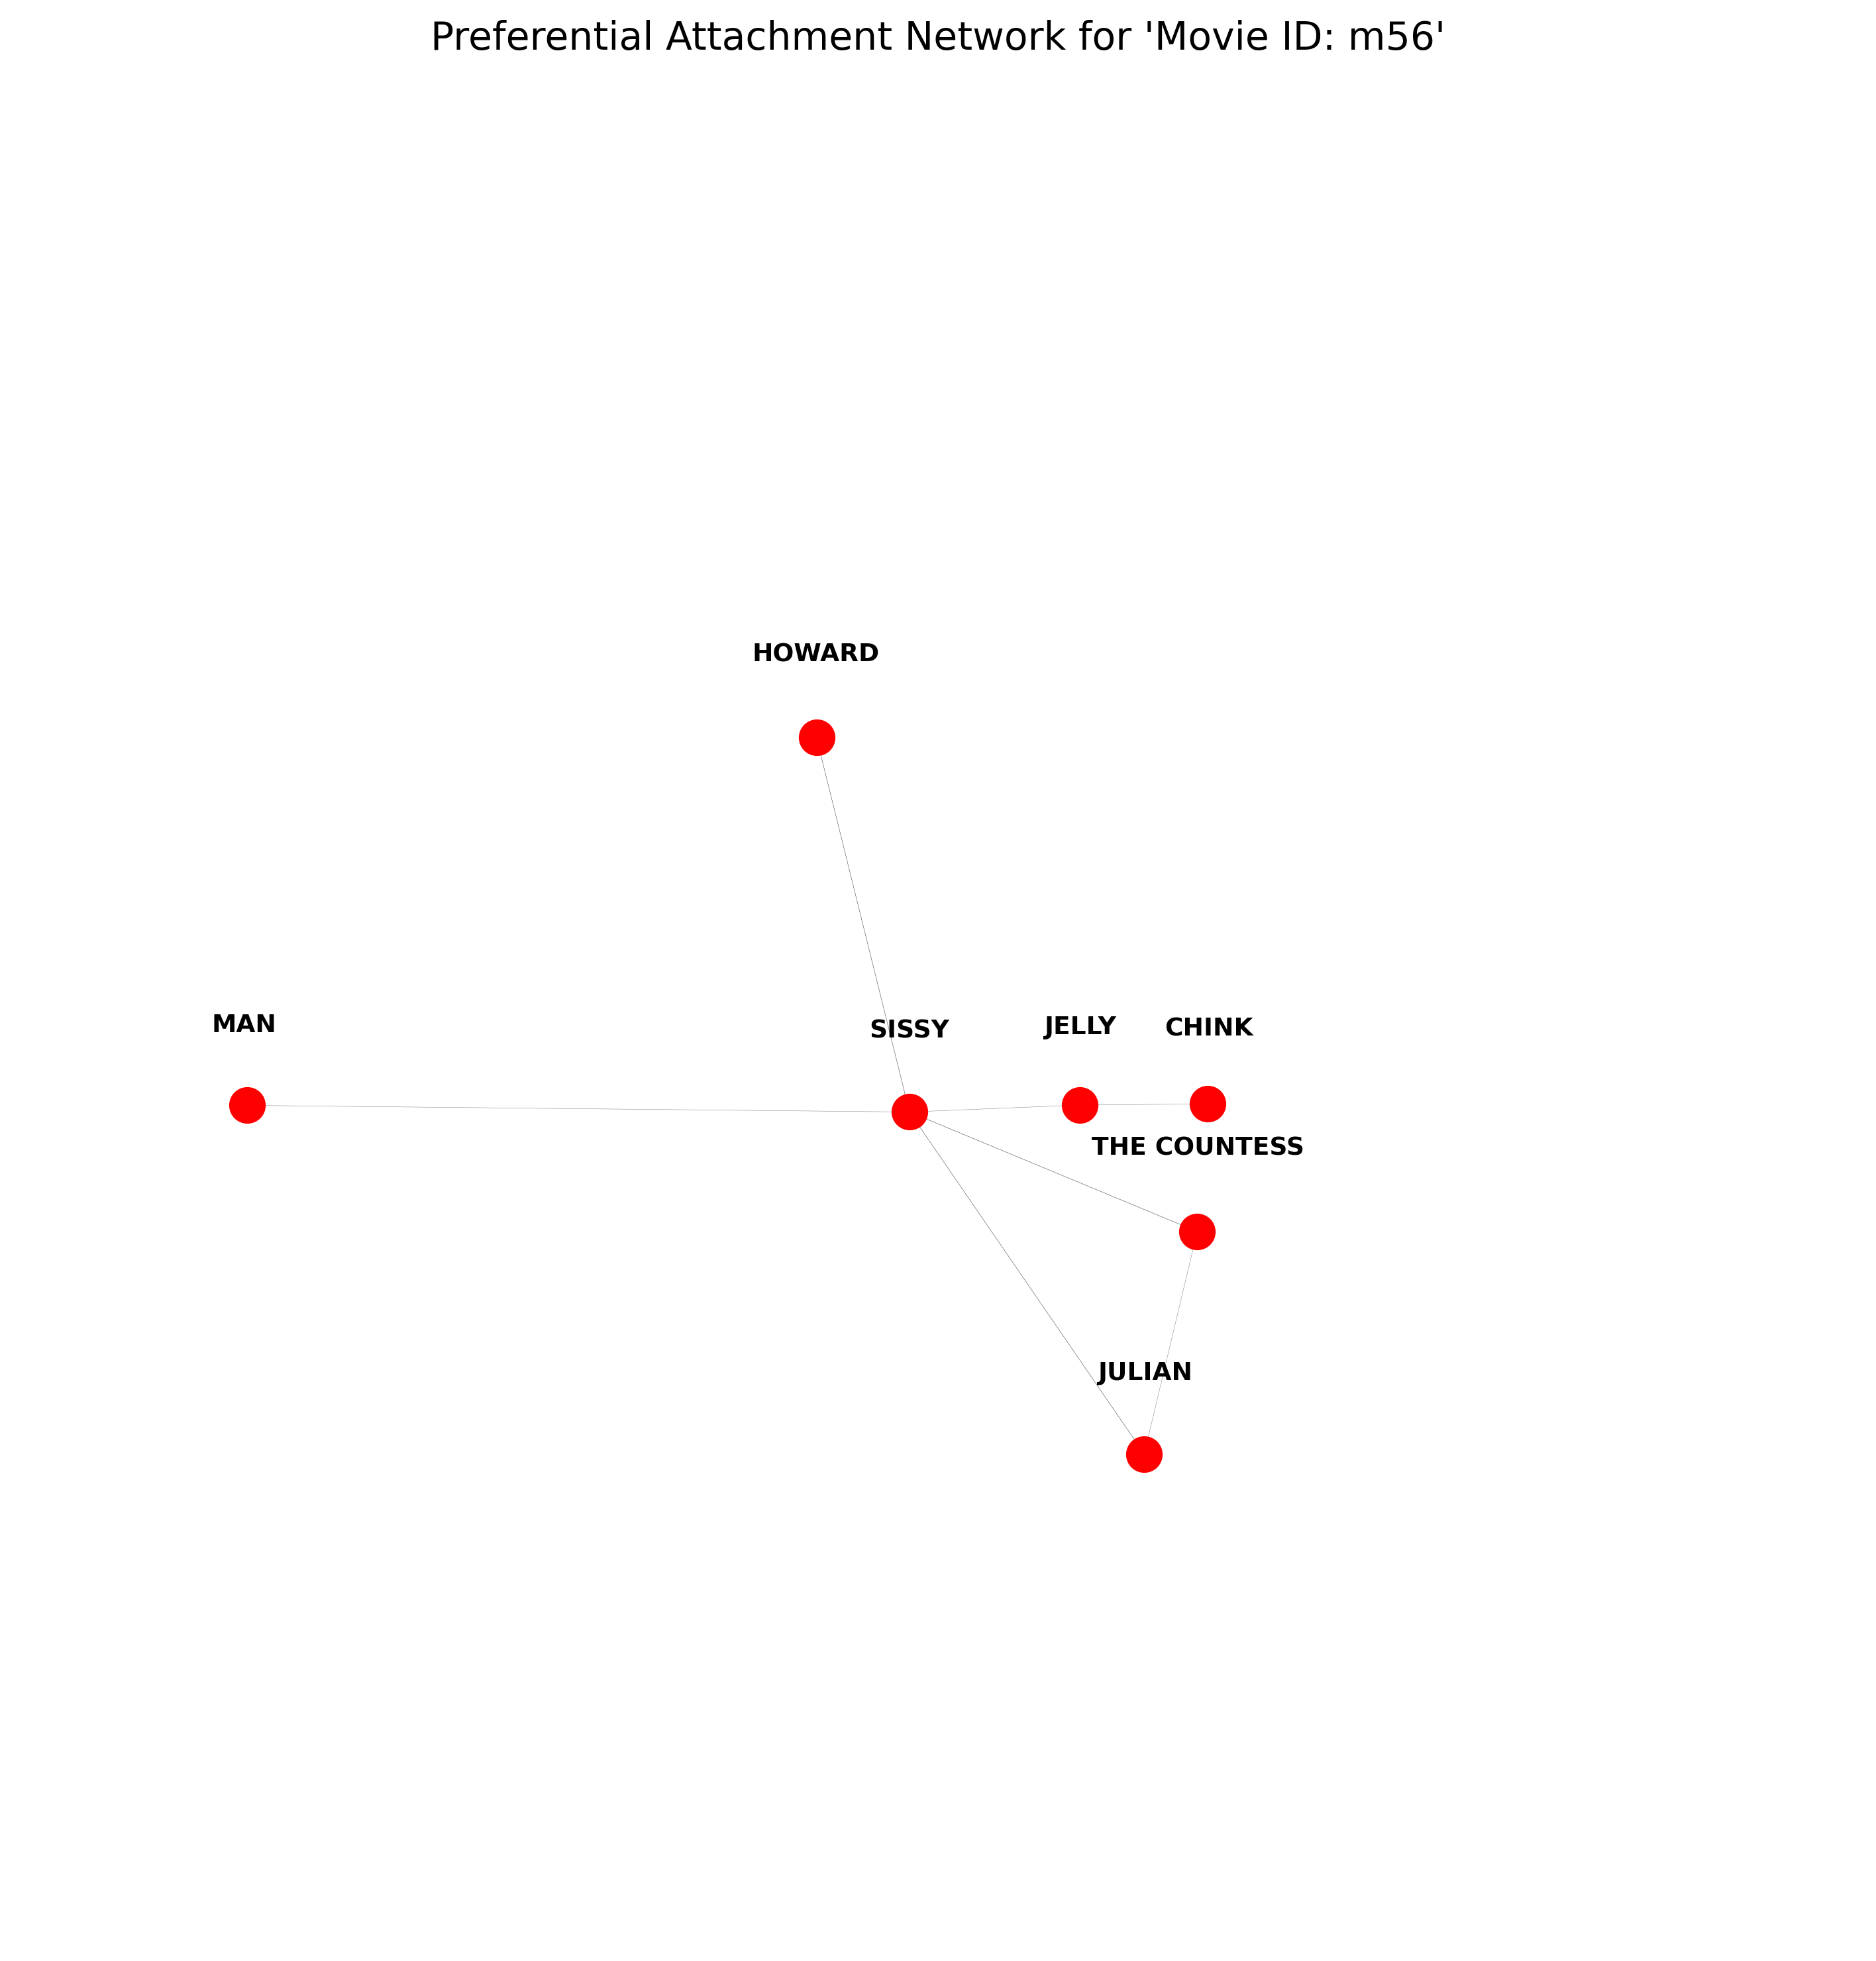 Preferential Attachment Network for 'Movie ID: m56'
HOWARD
MAN
SISSY
JELLY
CHINK
THE COUNTESS
JULIAN